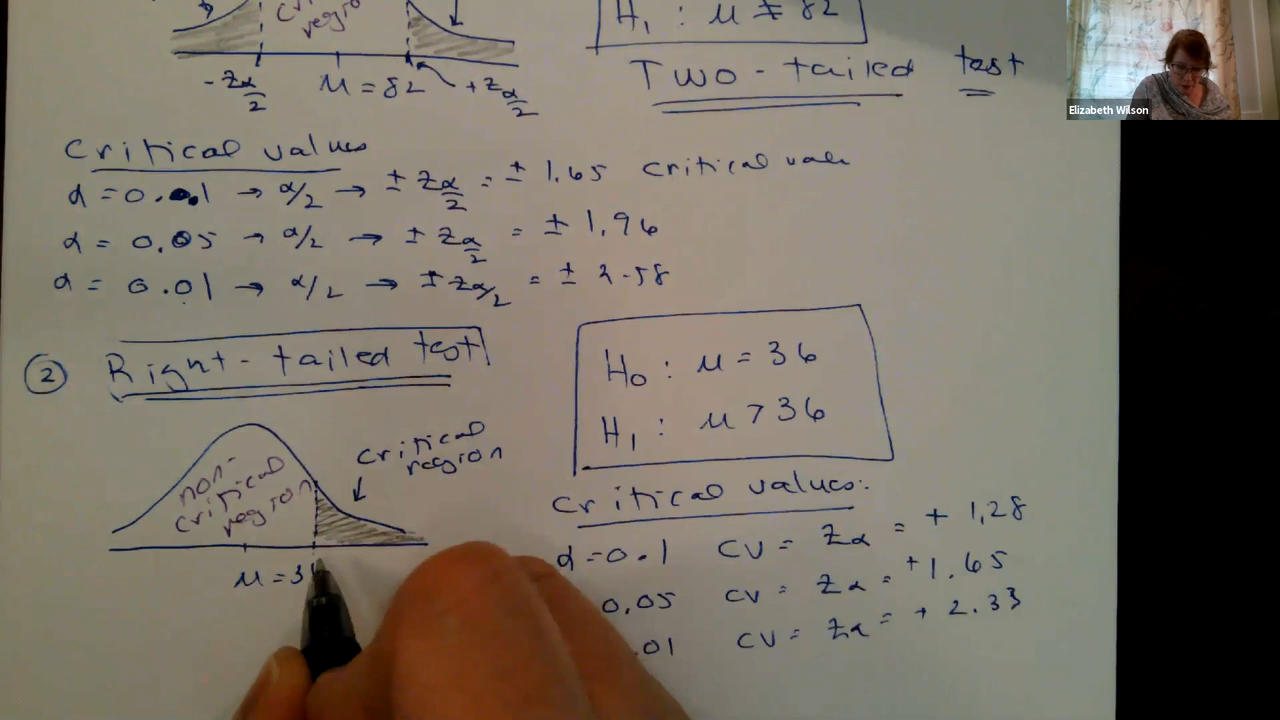 critical
region
H₁ : μ ≠ 82
Two-tailed test
-zα/2 μ=82 +zα/2
Elizabeth Wilson
Critical values
α=0.1 → α/2 → ± zα/2 = ± 1.65 critical value
α = 0.05 → α/2 → ± zα/2 = ± 1.96
α = 0.01 → α/2 → ± zα/2 = ± 2.58
② Right-tailed test
H₀ : μ = 36
H₁ : μ > 36
critical
region
non-
critical
region
μ = 3
Critical values:
α=0.1 CV = zα = + 1.28
0.05 CV = zα = +1.65
.01 CV = zα = + 2.33